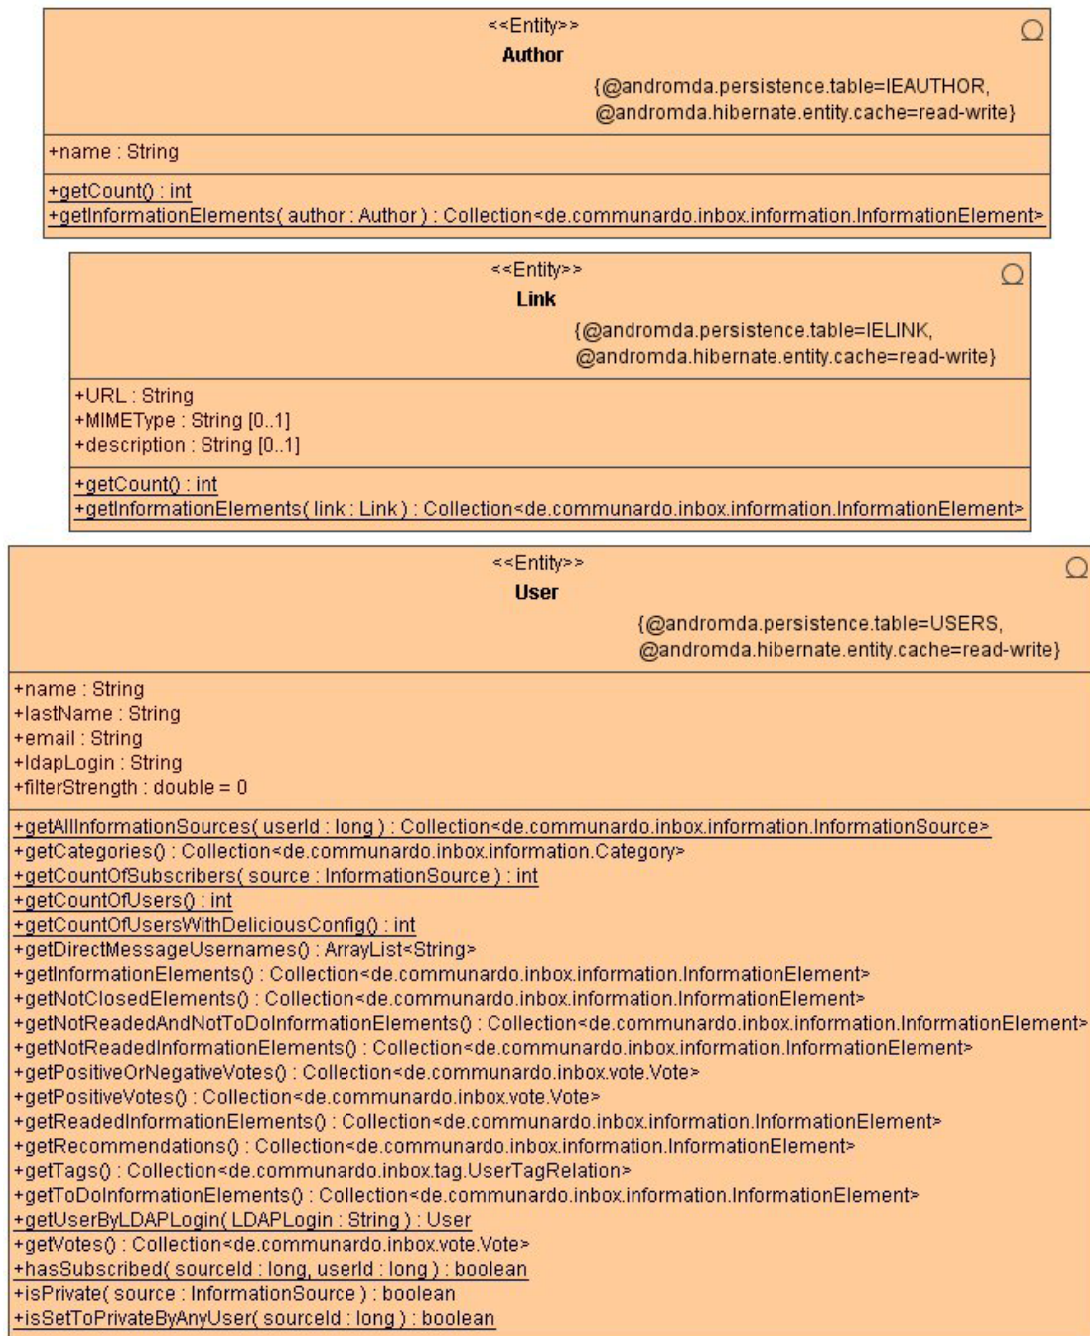 <<Entity>>
Author
{@andromda.persistence.table=IEAUTHOR,
@andromda.hibernate.entity.cache=read-write}
+name : String
+getCount() : int
+getInformationElements( author : Author ) : Collection<de.communardo.inbox.information.InformationElement>
<<Entity>>
Link
{@andromda.persistence.table=IELINK,
@andromda.hibernate.entity.cache=read-write}
+URL : String
+MIMEType : String [0..1]
+description : String [0..1]
+getCount() : int
+getInformationElements( link : Link ) : Collection<de.communardo.inbox.information.InformationElement>
<<Entity>>
User
{@andromda.persistence.table=USERS,
@andromda.hibernate.entity.cache=read-write}
+name : String
+lastName : String
+email : String
+ldapLogin : String
+filterStrength : double = 0
+getAllInformationSources( userId : long ) : Collection<de.communardo.inbox.information.InformationSource>
+getCategories() : Collection<de.communardo.inbox.information.Category>
+getCountOfSubscribers( source : InformationSource ) : int
+getCountOfUsers() : int
+getCountOfUsersWithDeliciousConfig() : int
+getDirectMessageUsernames() : ArrayList<String>
+getInformationElements() : Collection<de.communardo.inbox.information.InformationElement>
+getNotClosedElements() : Collection<de.communardo.inbox.information.InformationElement>
+getNotReadedAndNotToDoInformationElements() : Collection<de.communardo.inbox.information.InformationElement>
+getNotReadedInformationElements() : Collection<de.communardo.inbox.information.InformationElement>
+getPositiveOrNegativeVotes() : Collection<de.communardo.inbox.vote.Vote>
+getPositiveVotes() : Collection<de.communardo.inbox.vote.Vote>
+getReadedInformationElements() : Collection<de.communardo.inbox.information.InformationElement>
+getRecommendations() : Collection<de.communardo.inbox.information.InformationElement>
+getTags() : Collection<de.communardo.inbox.tag.UserTagRelation>
+getToDoInformationElements() : Collection<de.communardo.inbox.information.InformationElement>
+getUserByLDAPLogin( LDAPLogin : String ) : User
+getVotes() : Collection<de.communardo.inbox.vote.Vote>
+hasSubscribed( sourceId : long, userId : long ) : boolean
+isPrivate( source : InformationSource ) : boolean
+isSetToPrivateByAnyUser( sourceId : long ) : boolean